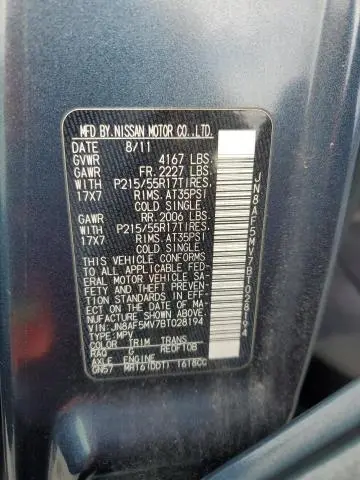 MFD BY.NISSAN MOTOR CO.,LTD.
DATE 8/11
GVWR 4167 LBS.
GAWR FR. 2227 LBS.
WITH P215/55R17TIRES,
17X7 RIMS, AT35PSI
COLD SINGLE.
GAWR RR. 2006 LBS.
WITH P215/55R17TIRES,
17X7 RIMS, AT35PSI
COLD SINGLE.
THIS VEHICLE CONFORMS
TO ALL APPLICABLE FED-
ERAL MOTOR VEHICLE SA-
FETY AND THEFT PREVEN-
TION STANDARDS IN EFF-
ECT ON THE DATE OF MA-
NUFACTURE SHOWN ABOVE.
VIN:JN8AF5MV7BT028194
TYPE:MPV
COLOR TRIM TRANS
RAQ G RE0F10B
AXLE ENGINE
GN57 MR16(DDT) 1618CC
JN8AF5MV7BT028194